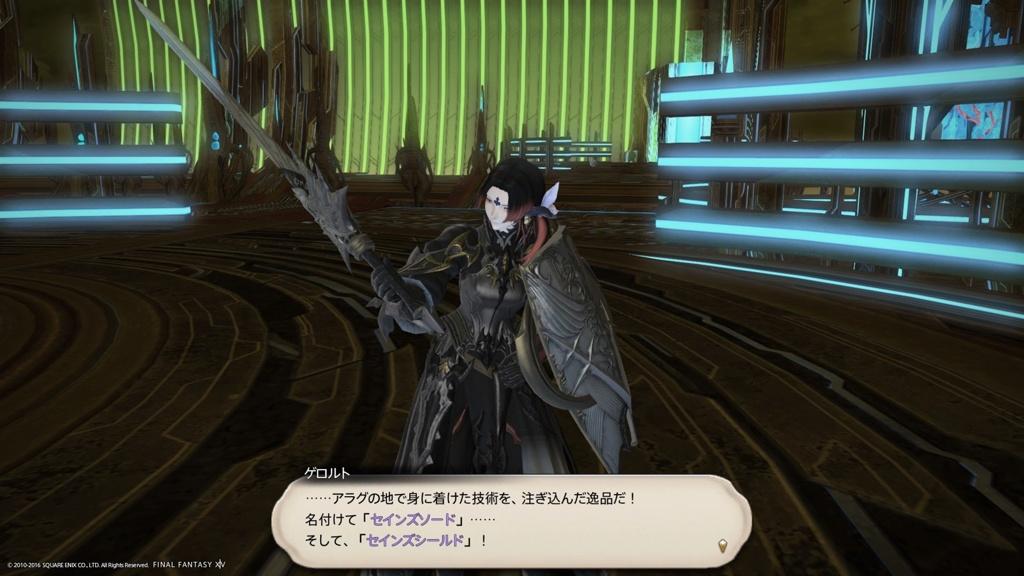 ゲロルト
……アラグの地で身に着けた技術を、注ぎ込んだ逸品だ！
名付けて「セインズソード」……
そして、「セインズシールド」！
© 2010-2016 SQUARE ENIX CO., LTD. All Rights Reserved. FINAL FANTASY XIV